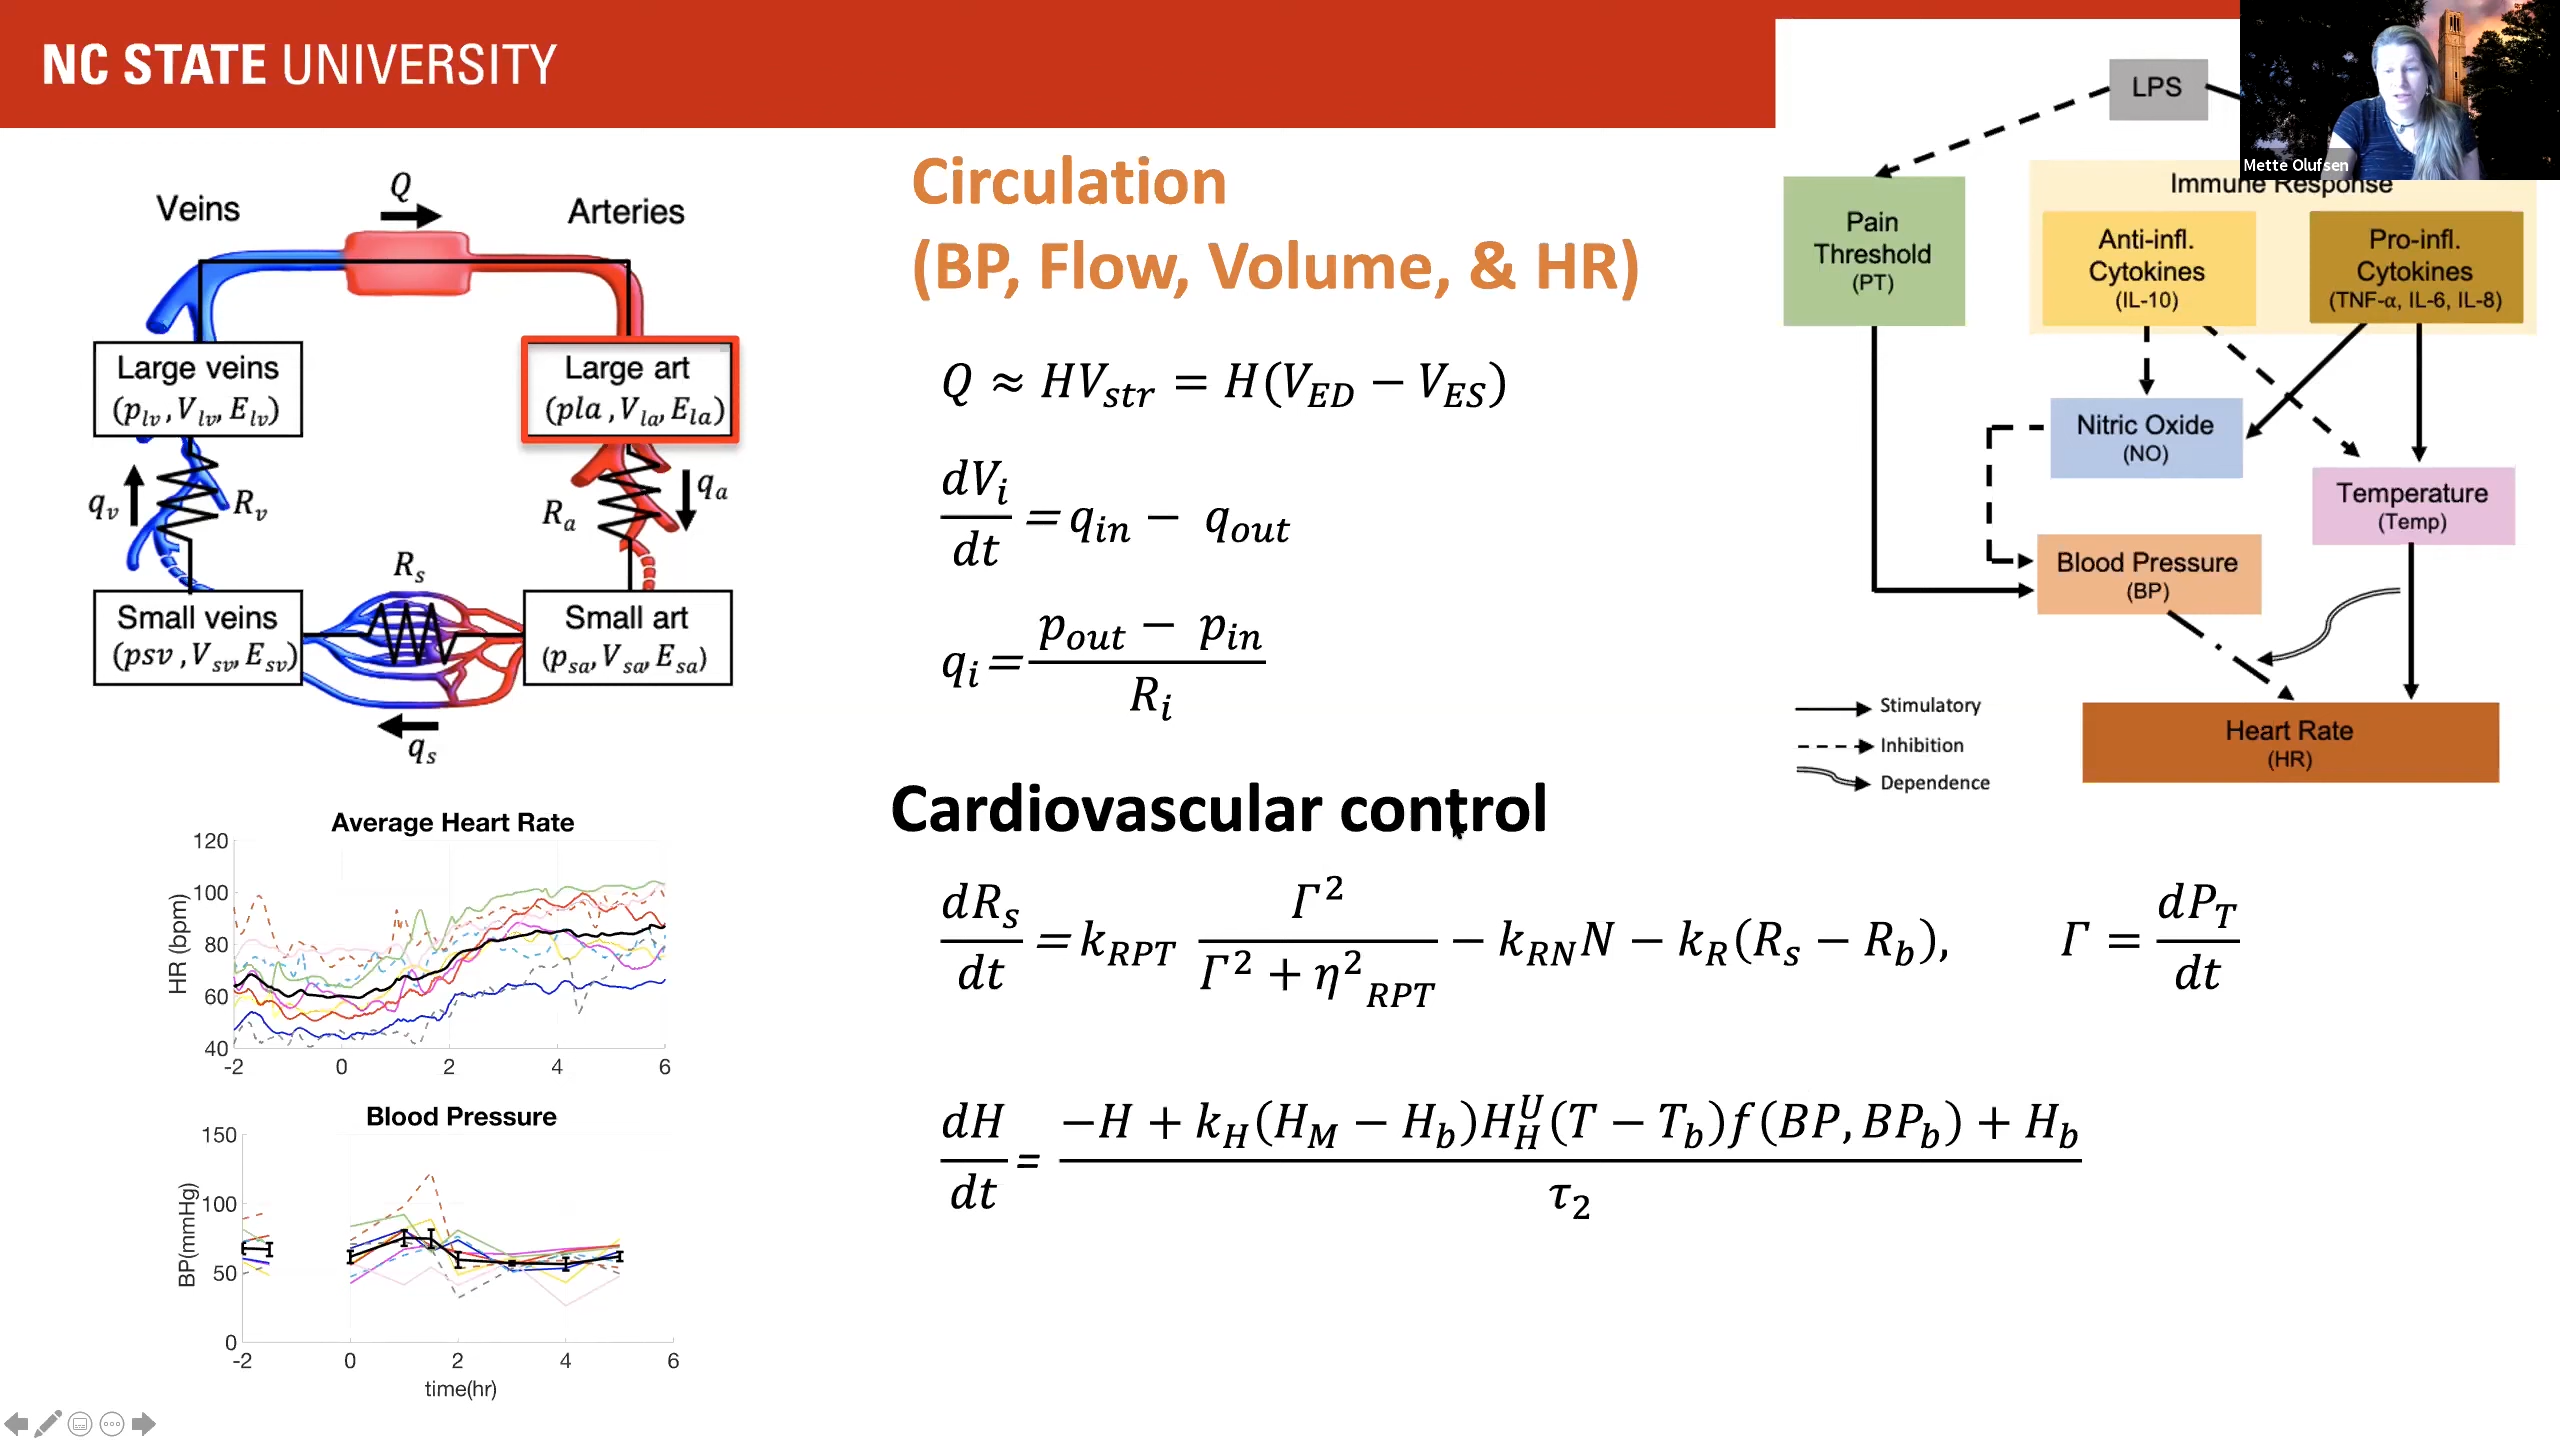 NC STATE UNIVERSITY
Mette Olufsen
Veins
Q
Arteries
Large veins
(p_lv, V_lv, E_lv)
Large art
(pla , V_la, E_la)
q_v
R_v
R_a
q_a
R_s
Small veins
(psv , V_sv, E_sv)
Small art
(p_sa, V_sa, E_sa)
q_s
Average Heart Rate
HR (bpm)
120
100
80
60
40
-2 0 2 4 6
Blood Pressure
BP(mmHg)
150
100
50
0
-2 0 2 4 6
time(hr)
Circulation
(BP, Flow, Volume, & HR)
Q ≈ HV_str = H(V_ED − V_ES)
dV_i/dt = q_in − q_out
q_i = (p_out − p_in)/R_i
Cardiovascular control
dR_s/dt = k_RPT Γ²/(Γ² + η²_RPT) − k_RN N − k_R(R_s − R_b), Γ = dP_T/dt
dH/dt = (−H + k_H(H_M − H_b)H_H^U(T − T_b)f(BP, BP_b) + H_b)/τ_2
LPS
Immune Response
Pain
Threshold
(PT)
Anti-infl.
Cytokines
(IL-10)
Pro-infl.
Cytokines
(TNF-α, IL-6, IL-8)
Nitric Oxide
(NO)
Temperature
(Temp)
Blood Pressure
(BP)
Heart Rate
(HR)
Stimulatory
Inhibition
Dependence